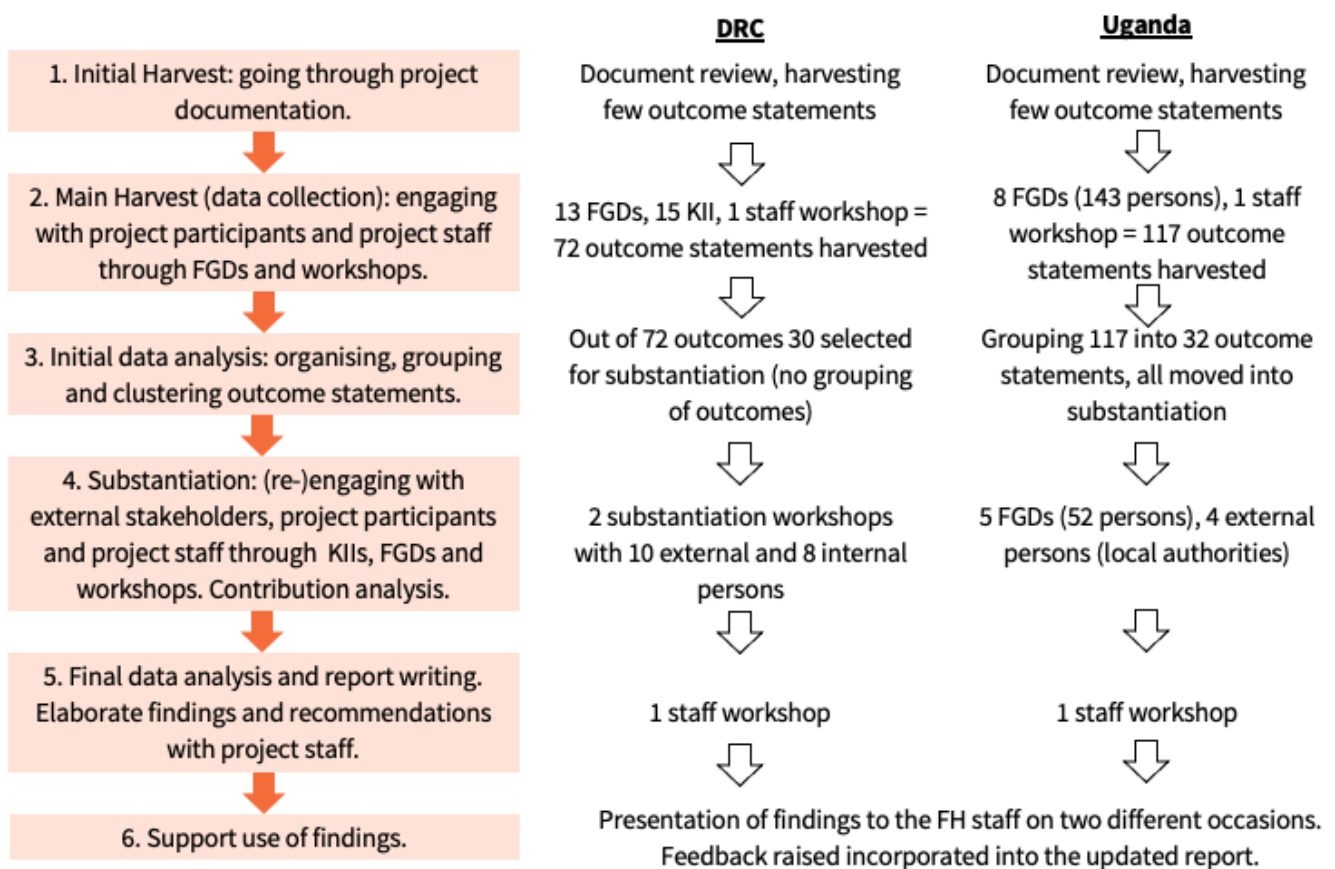 DRC
Uganda
1. Initial Harvest: going through project
documentation.
Document review, harvesting
few outcome statements
Document review, harvesting
few outcome statements
2. Main Harvest (data collection): engaging
with project participants and project staff
through FGDs and workshops.
13 FGDs, 15 KII, 1 staff workshop =
72 outcome statements harvested
8 FGDs (143 persons), 1 staff
workshop = 117 outcome
statements harvested
3. Initial data analysis: organising, grouping
and clustering outcome statements.
Out of 72 outcomes 30 selected
for substantiation (no grouping
of outcomes)
Grouping 117 into 32 outcome
statements, all moved into
substantiation
4. Substantiation: (re-)engaging with
external stakeholders, project participants
and project staff through KIIs, FGDs and
workshops. Contribution analysis.
2 substantiation workshops
with 10 external and 8 internal
persons
5 FGDs (52 persons), 4 external
persons (local authorities)
5. Final data analysis and report writing.
Elaborate findings and recommendations
with project staff.
1 staff workshop
1 staff workshop
6. Support use of findings.
Presentation of findings to the FH staff on two different occasions.
Feedback raised incorporated into the updated report.